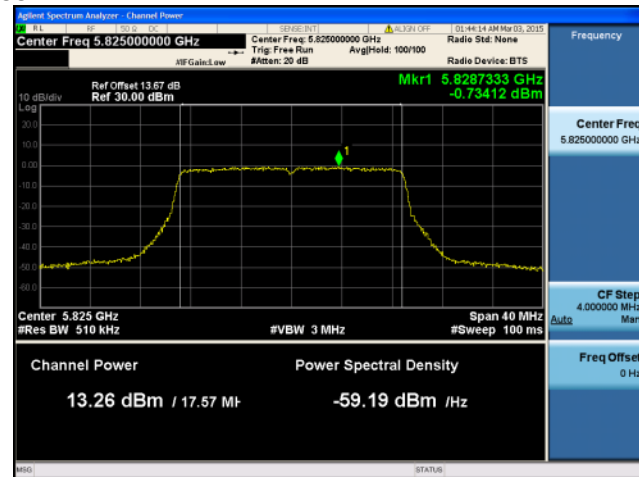 Agilent Spectrum Analyzer - Channel Power
RL RF 50 Ω DC SENSE:INT ALIGN OFF 01:44:14 AM Mar 03, 2015
Center Freq 5.825000000 GHz
Center Freq: 5.825000000 GHz
Radio Std: None
Trig: Free Run Avg|Hold: 100/100
#IFGain:Low #Atten: 20 dB Radio Device: BTS
Frequency
Ref Offset 13.67 dB
10 dB/div Ref 30.00 dBm
Mkr1 5.8287333 GHz
-0.73412 dBm
Log
20.0
10.0
0.00
-10.0
-20.0
-30.0
-40.0
-50.0
-60.0
1
Center 5.825 GHz Span 40 MHz
#Res BW 510 kHz #VBW 3 MHz #Sweep 100 ms
Channel Power Power Spectral Density
13.26 dBm / 17.57 MH -59.19 dBm /Hz
Center Freq
5.825000000 GHz
CF Step
4.000000 MHz
Auto Man
Freq Offset
0 Hz
MSG STATUS